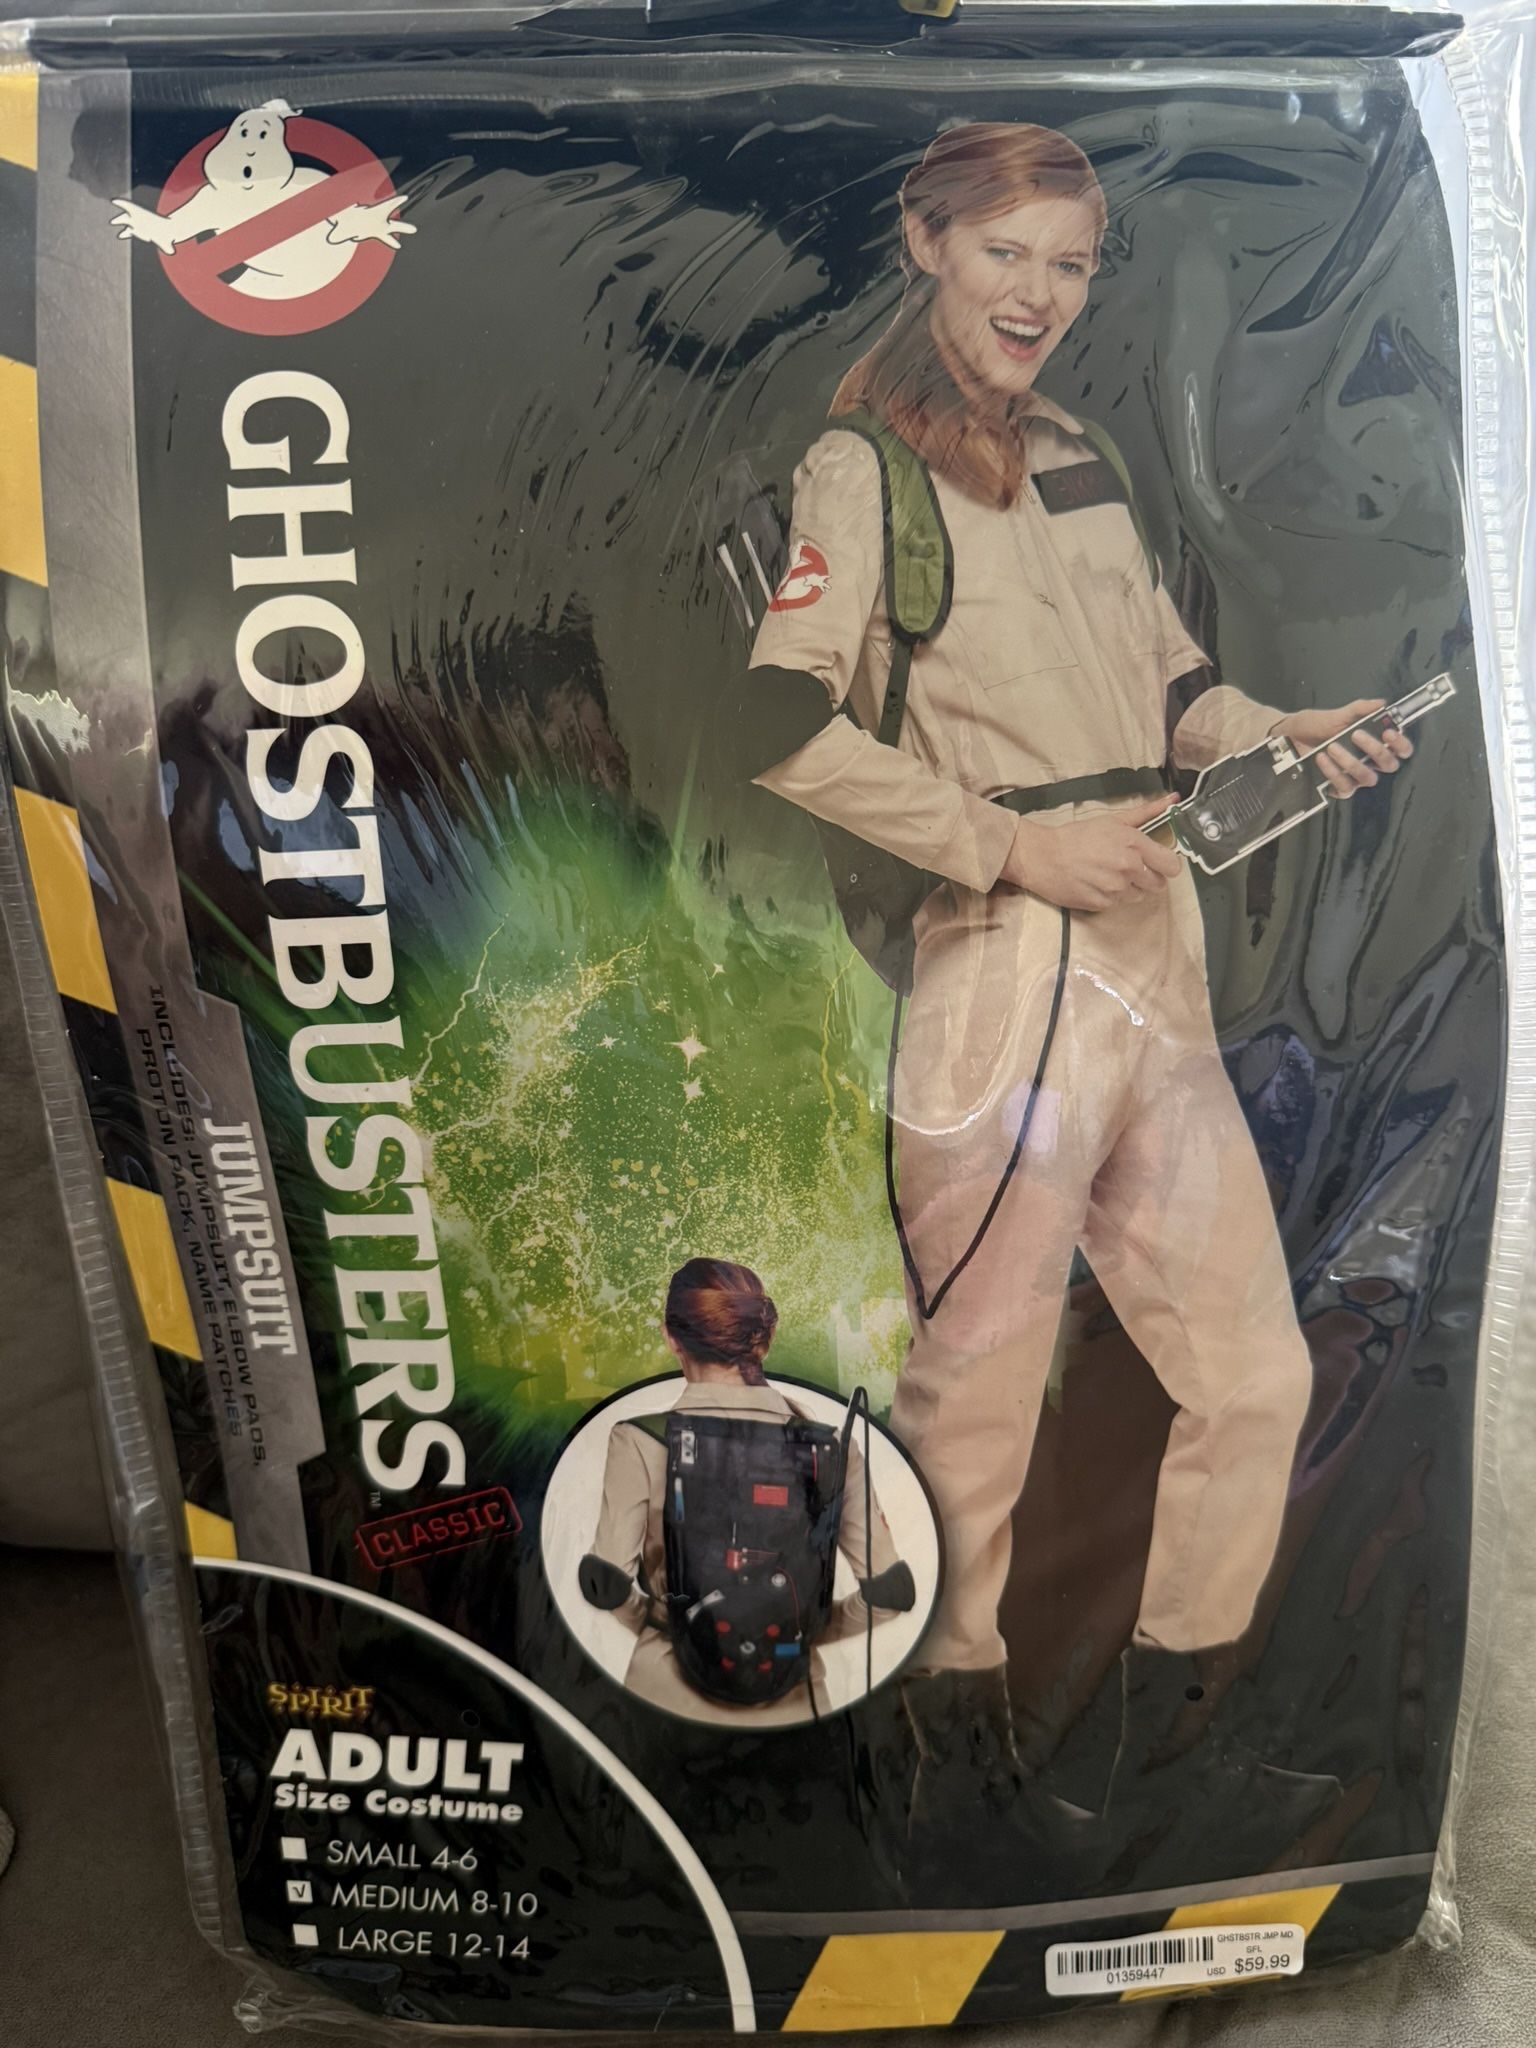 GHOSTBUSTERS™
CLASSIC
JUMPSUIT
INCLUDES: JUMPSUIT, ELBOW PADS,
PROTON PACK, NAME PATCHES
SPIRIT
ADULT
Size Costume
SMALL 4-6
√ MEDIUM 8-10
LARGE 12-14
GHSTBSTR JMP MD
SFL
01359447
USD $59.99